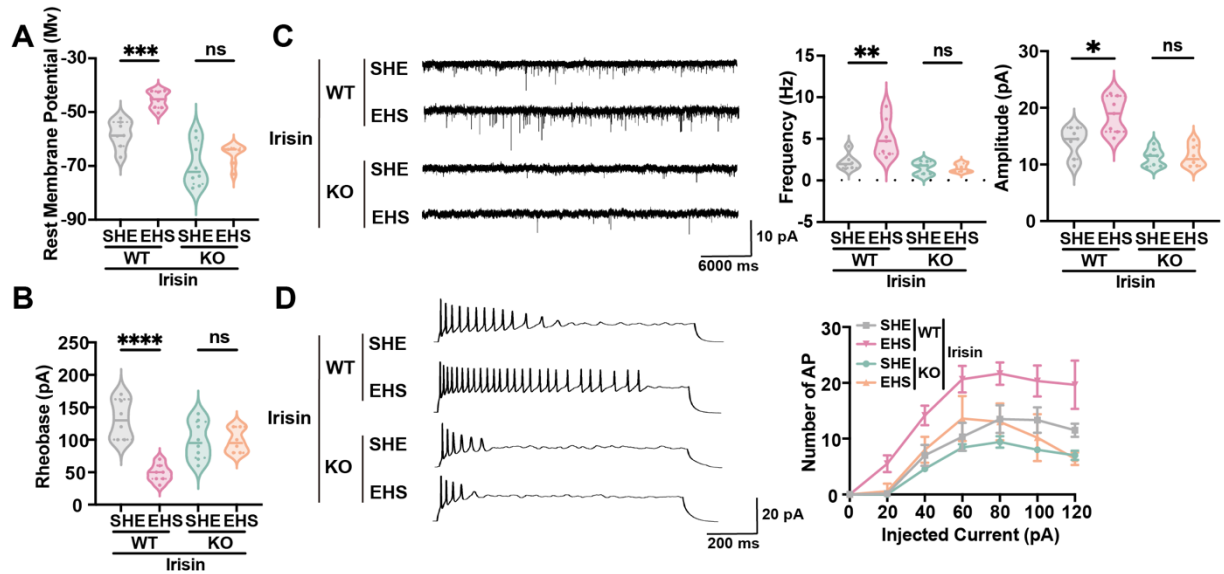 A
Rest Membrane Potential (Mv)
-30
-50
-70
-90
***
ns
SHE EHS SHE EHS
WT KO
Irisin
C
Irisin
WT
SHE
EHS
KO
SHE
EHS
10 pA
6000 ms
Frequency (Hz)
15
10
5
0
-5
**
ns
SHE EHS SHE EHS
WT KO
Irisin
Amplitude (pA)
30
20
10
0
*
ns
SHE EHS SHE EHS
WT KO
Irisin
B
Rheobase (pA)
250
200
150
100
50
0
****
ns
SHE EHS SHE EHS
WT KO
Irisin
D
Irisin
WT
SHE
EHS
KO
SHE
EHS
20 pA
200 ms
Number of AP
30
20
10
0
SHE
EHS
WT
SHE
EHS
KO
Irisin
0 20 40 60 80 100 120
Injected Current (pA)